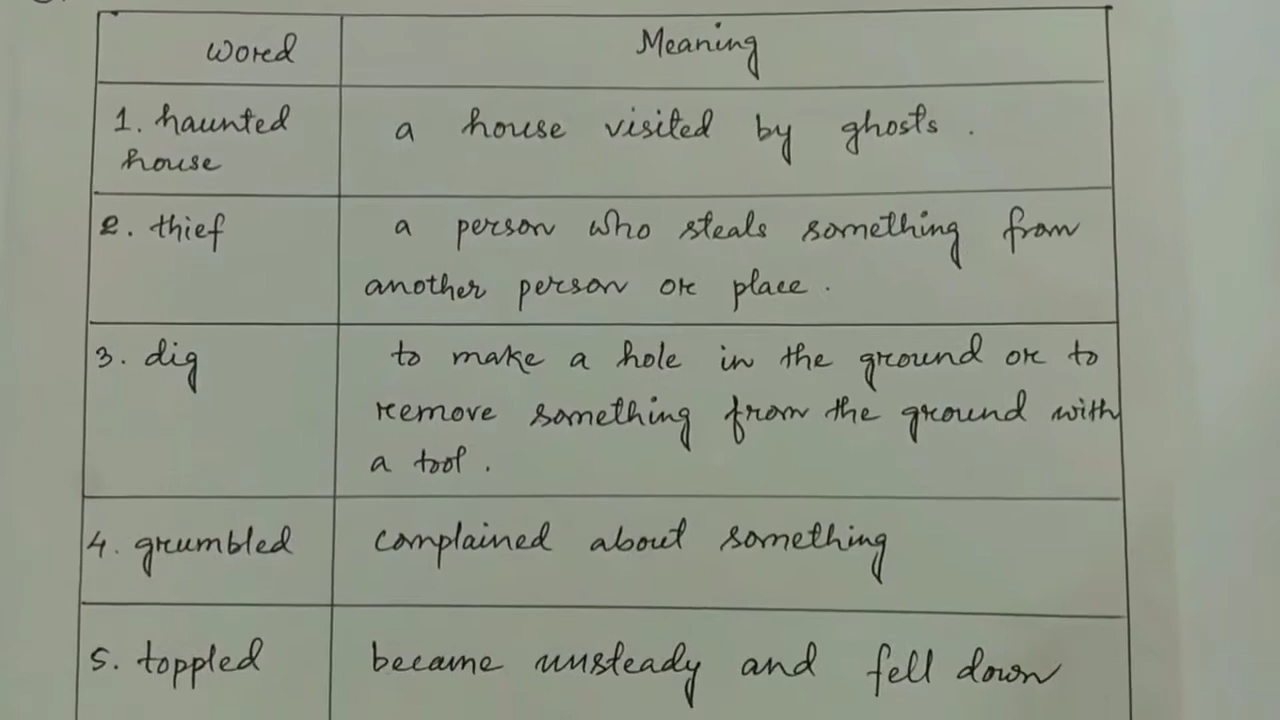 Word Meaning
1. haunted a house visited by ghosts.
house
2. thief a person who steals something from
another person or place.
3. dig to make a hole in the ground or to
remove something from the ground with
a tool.
4. grumbled complained about something
5. toppled became unsteady and fell down